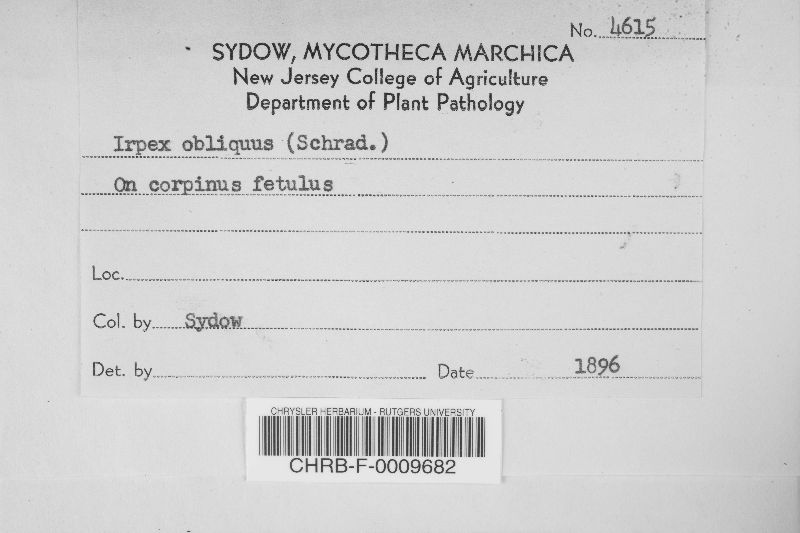 No. 4615
SYDOW, MYCOTHECA MARCHICA
New Jersey College of Agriculture
Department of Plant Pathology
Irpex obliquus (Schrad.)
On corpinus fetulus
Loc.
Col. by Sydow
Det. by Date 1896
CHRYSLER HERBARIUM - RUTGERS UNIVERSITY
CHRB-F-0009682